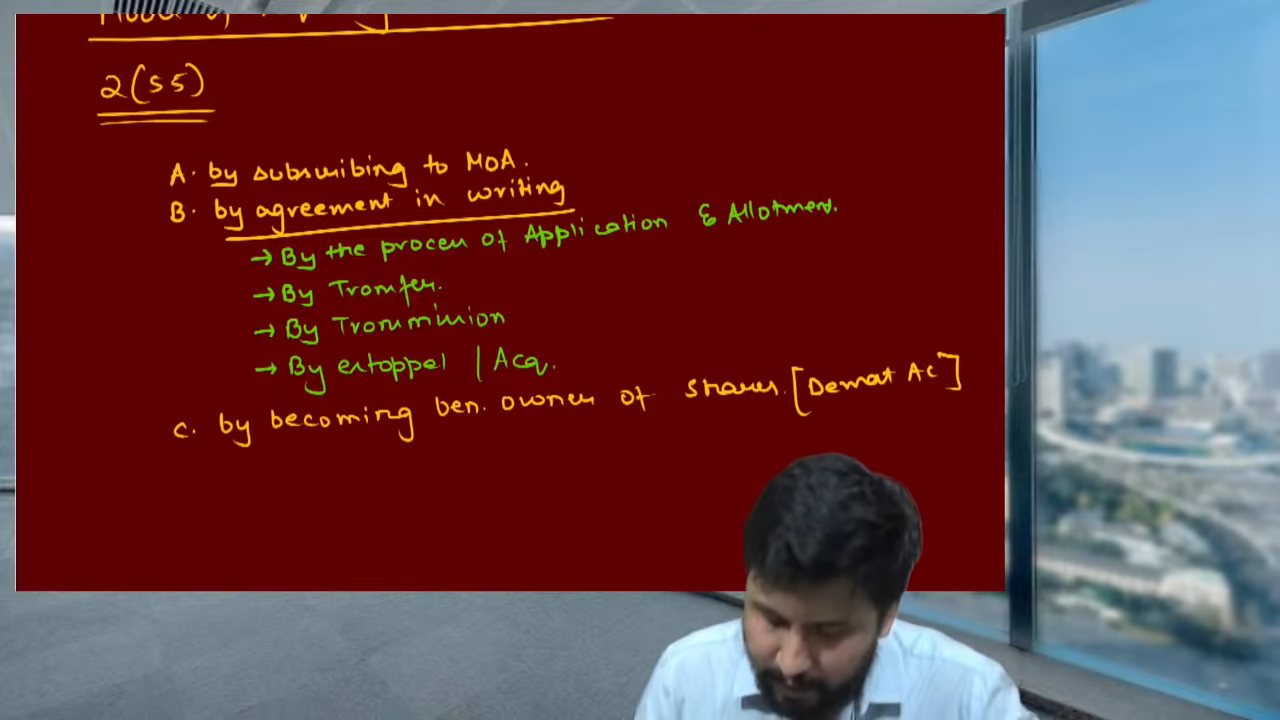 2(55)
A. by subscribing to MOA.
B. by agreement in writing
→ By the process of Application & Allotment.
→ By Transfer.
→ By Transmission
→ By estoppel / Acq.
C. by becoming ben. owner of shares. [Demat Ac]